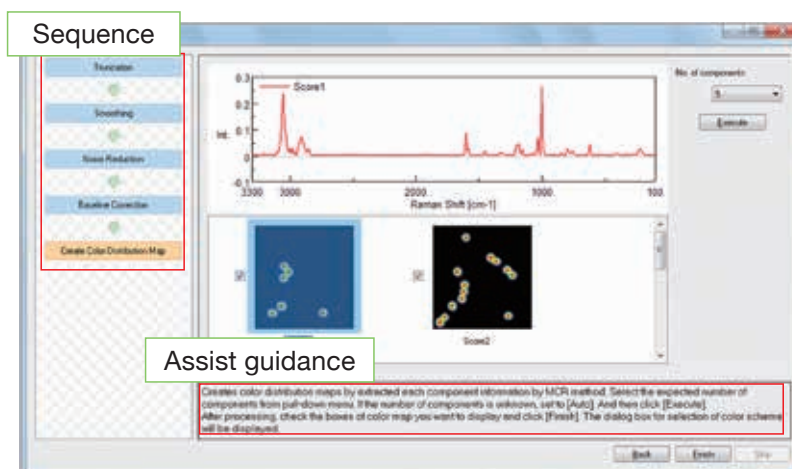 Sequence
Truncation
Smoothing
Noise Reduction
Baseline Correction
Create Color Distribution Map
0.3
Score1
0.1
Int.
0
-0.1
3300
3000
2000
1000
100
Raman Shift [cm-1]
No. of components
5
Execute
Score2
Assist guidance
Creates color distribution maps by extracted each component information by MCR method. Select the expected number of
components from pull-down menu. If the number of components is unknown, set to [Auto]. And then click [Execute].
After processing, check the boxes of color map you want to display and click [Finish]. The dialog box for selection of color scheme
will be displayed.
Back
Skip